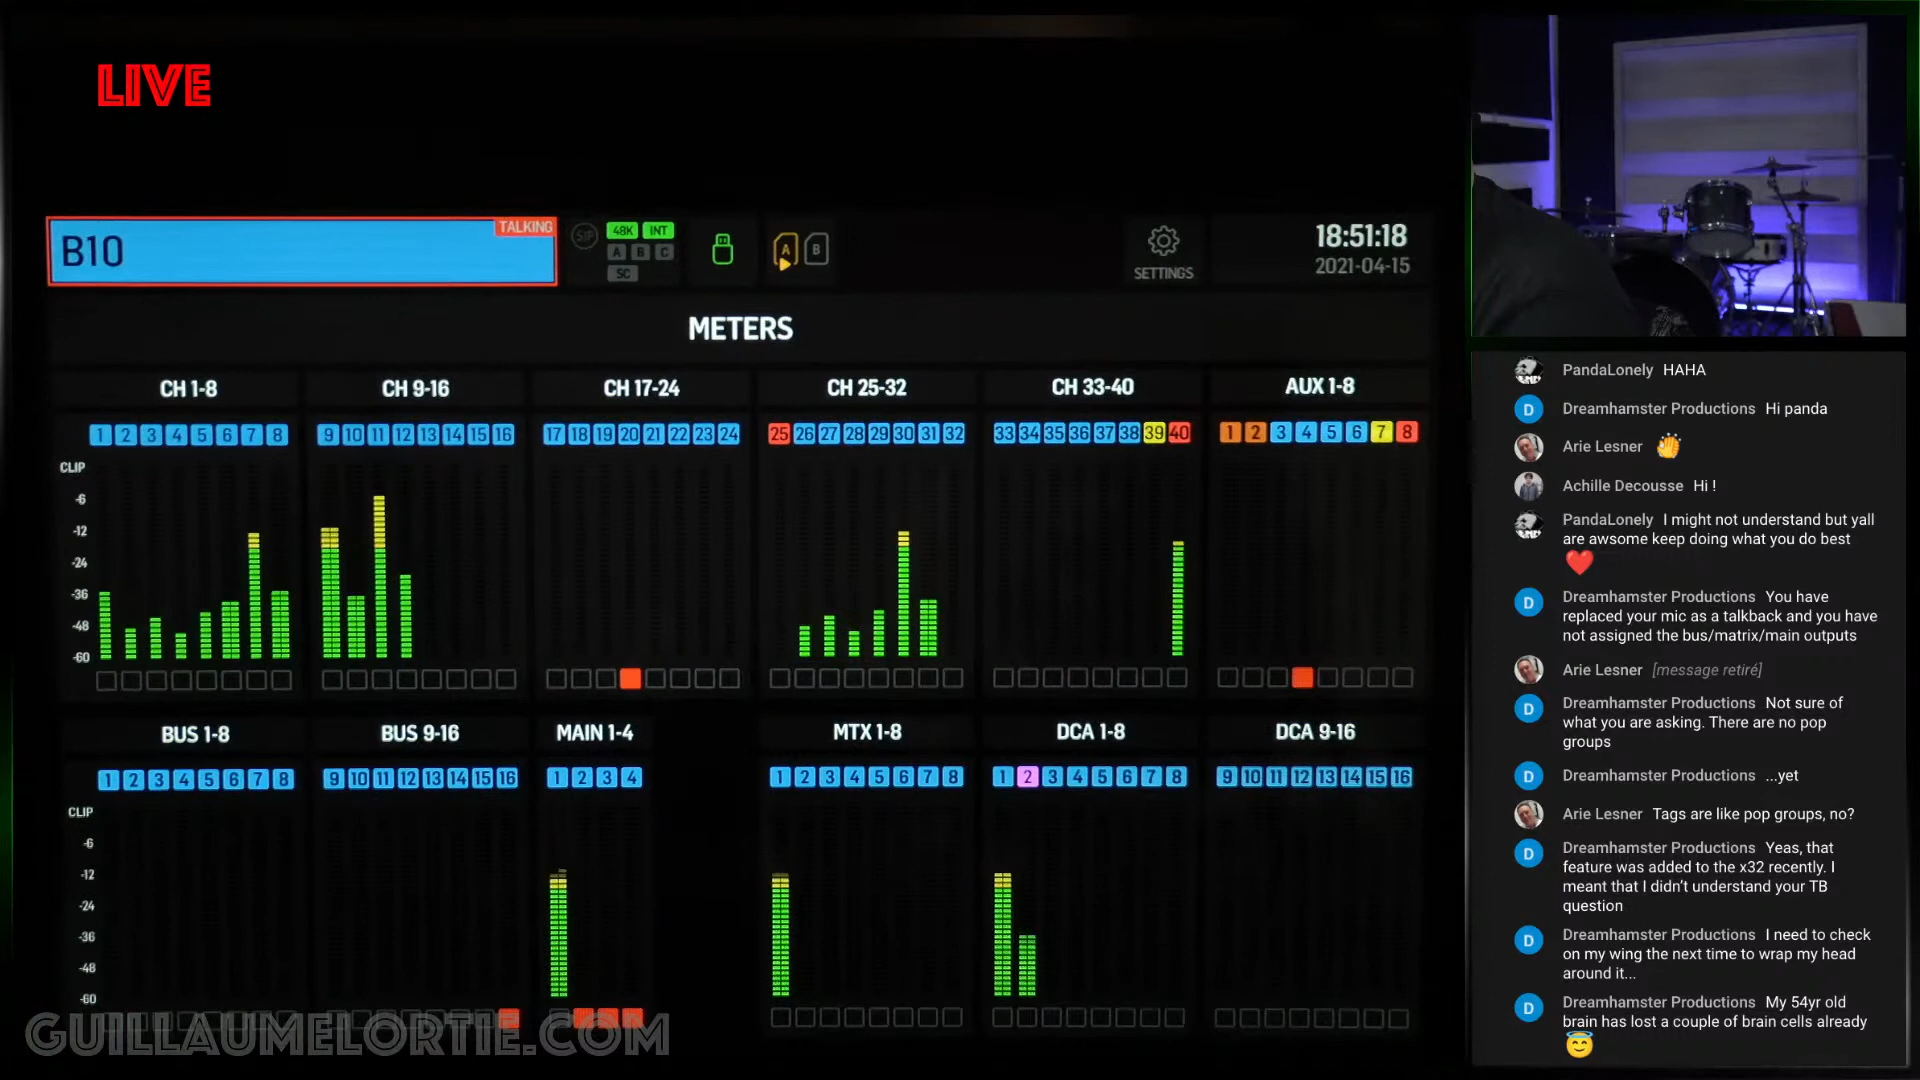 LIVE
B10
TALKING
SIP
48K INT
A B C
SC
A B
SETTINGS
18:51:18
2021-04-15
METERS
CH 1-8 CH 9-16 CH 17-24 CH 25-32 CH 33-40 AUX 1-8
1 2 3 4 5 6 7 8 9 10 11 12 13 14 15 16 17 18 19 20 21 22 23 24 25 26 27 28 29 30 31 32 33 34 35 36 37 38 39 40 1 2 3 4 5 6 7 8
CLIP
-6
-12
-24
-36
-48
-60
BUS 1-8 BUS 9-16 MAIN 1-4 MTX 1-8 DCA 1-8 DCA 9-16
1 2 3 4 5 6 7 8 9 10 11 12 13 14 15 16 1 2 3 4 1 2 3 4 5 6 7 8 1 2 3 4 5 6 7 8 9 10 11 12 13 14 15 16
CLIP
-6
-12
-24
-36
-48
-60
GUILLAUMELORTIE.COM
PandaLonely HAHA
D Dreamhamster Productions Hi panda
Arie Lesner 👏
Achille Decousse Hi !
PandaLonely I might not understand but yall
are awsome keep doing what you do best
❤️
D Dreamhamster Productions You have
replaced your mic as a talkback and you have
not assigned the bus/matrix/main outputs
Arie Lesner [message retiré]
D Dreamhamster Productions Not sure of
what you are asking. There are no pop
groups
D Dreamhamster Productions ...yet
Arie Lesner Tags are like pop groups, no?
D Dreamhamster Productions Yeas, that
feature was added to the x32 recently. I
meant that I didn't understand your TB
question
D Dreamhamster Productions I need to check
on my wing the next time to wrap my head
around it...
D Dreamhamster Productions My 54yr old
brain has lost a couple of brain cells already
😇